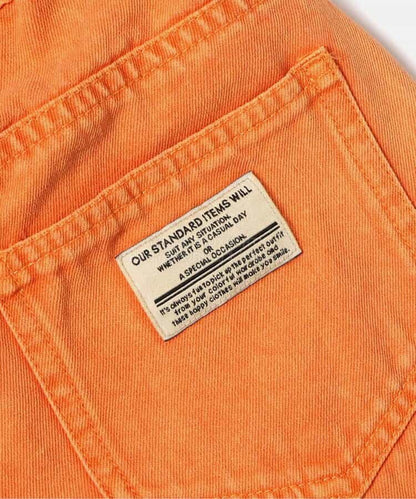 OUR STANDARD ITEMS WILL
SUIT ANY SITUATION.
WHETHER IT IS A CASUAL DAY
OR
A SPECIAL OCCASION.
It's always fun to pick up the perfect outfit
from your colorful wardrobe and
these happy clothes will make you smile.